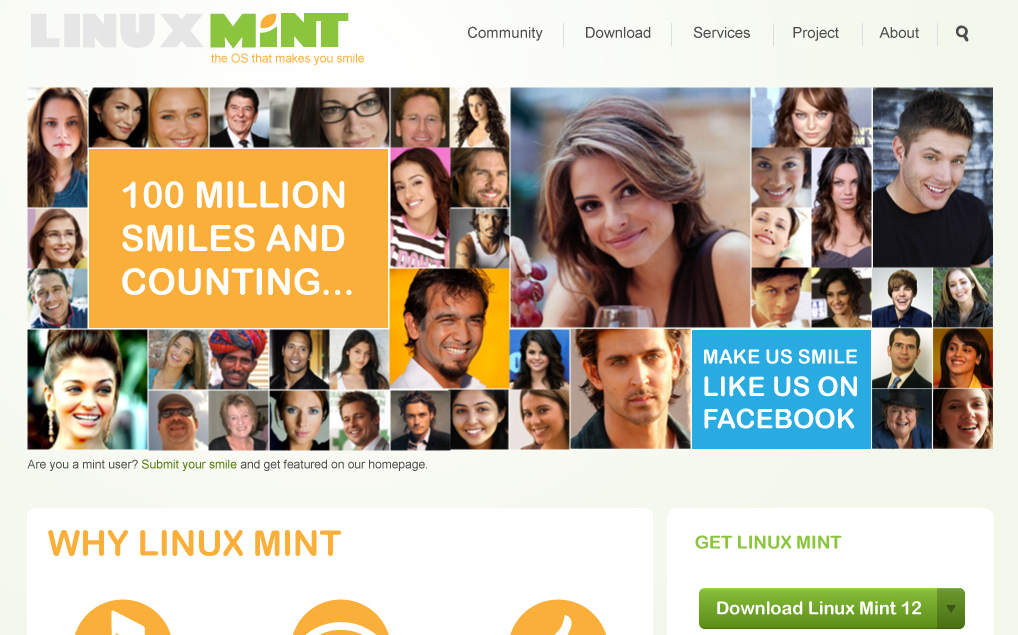 LINUX MINT
the OS that makes you smile
Community Download Services Project About
100 MILLION
SMILES AND
COUNTING...
MAKE US SMILE
LIKE US ON
FACEBOOK
Are you a mint user? Submit your smile and get featured on our homepage.
WHY LINUX MINT
GET LINUX MINT
Download Linux Mint 12